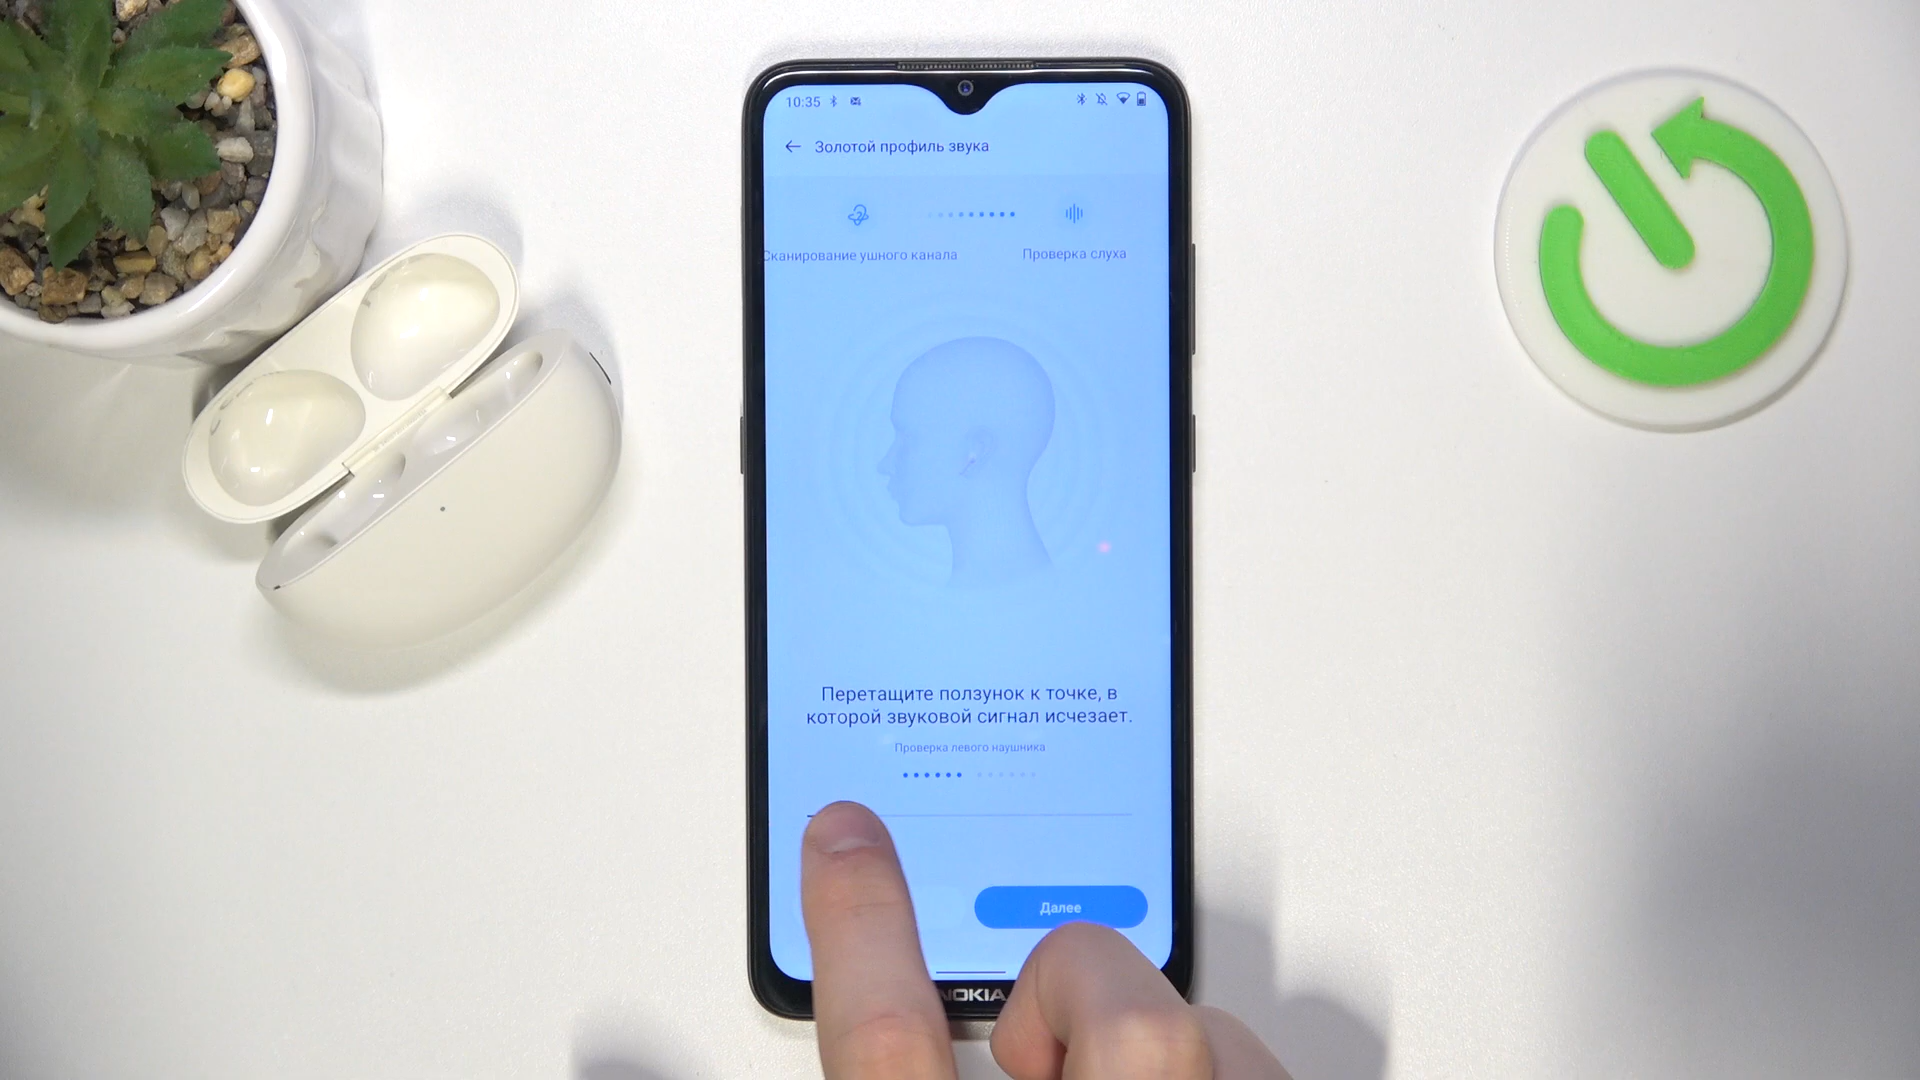 10:35
Золотой профиль звука
Сканирование ушного канала
Проверка слуха
Перетащите ползунок к точке, в
которой звуковой сигнал исчезает.
Проверка левого наушника
Далее
NOKIA